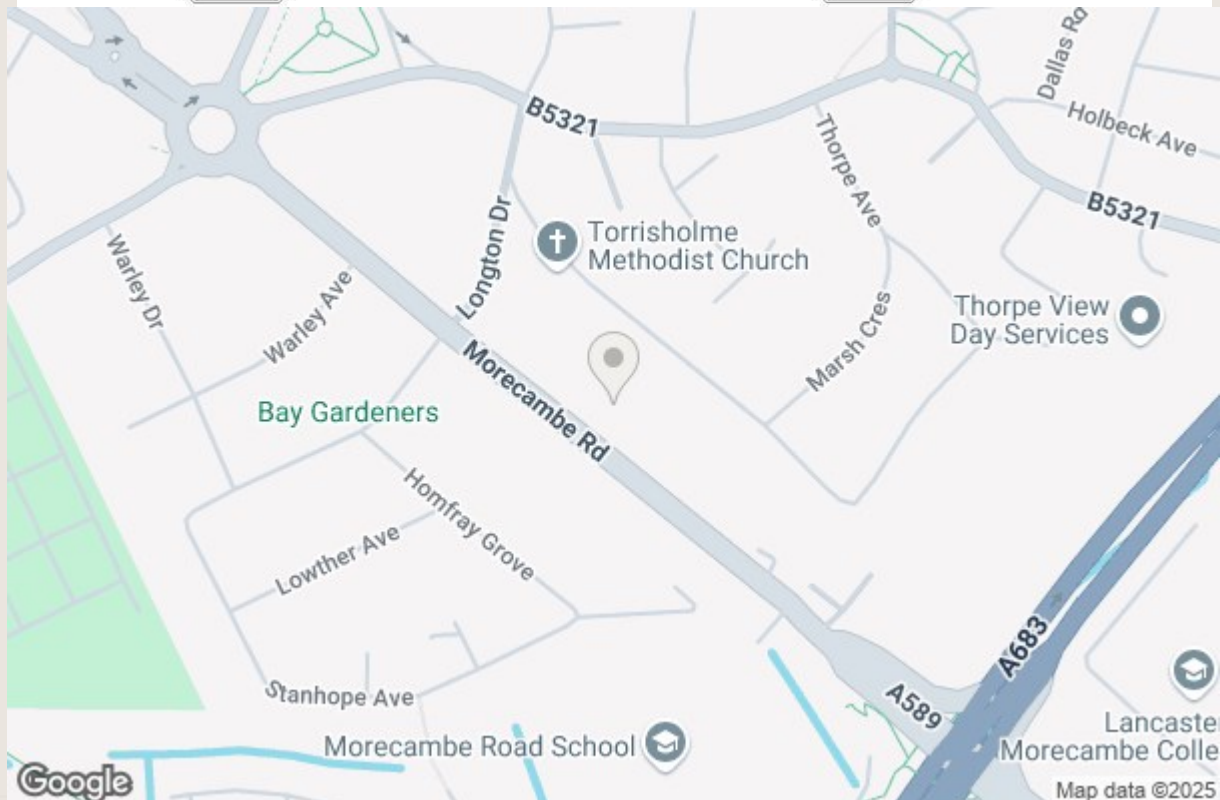 Dallas Rd
Holbeck Ave
B5321
Thorpe Ave
B5321
Longton Dr
Torrisholme
Methodist Church
Warley Dr
Warley Ave
Marsh Cres
Thorpe View
Day Services
Morecambe Rd
Bay Gardeners
Homfray Grove
Lowther Ave
A683
Stanhope Ave
A589
Morecambe Road School
Lancaster
Morecambe Colle
Google
Map data ©2025